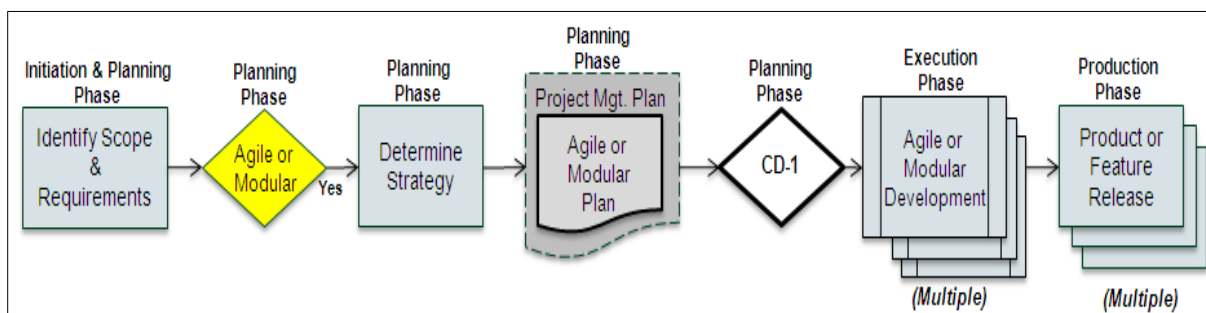 Initiation & Planning
Phase
Identify Scope
&
Requirements
Planning
Phase
Agile or
Modular
Yes
Planning
Phase
Determine
Strategy
Planning
Phase
Project Mgt. Plan
Agile or
Modular
Plan
Planning
Phase
CD-1
Execution
Phase
Agile or
Modular
Development
(Multiple)
Production
Phase
Product or
Feature
Release
(Multiple)